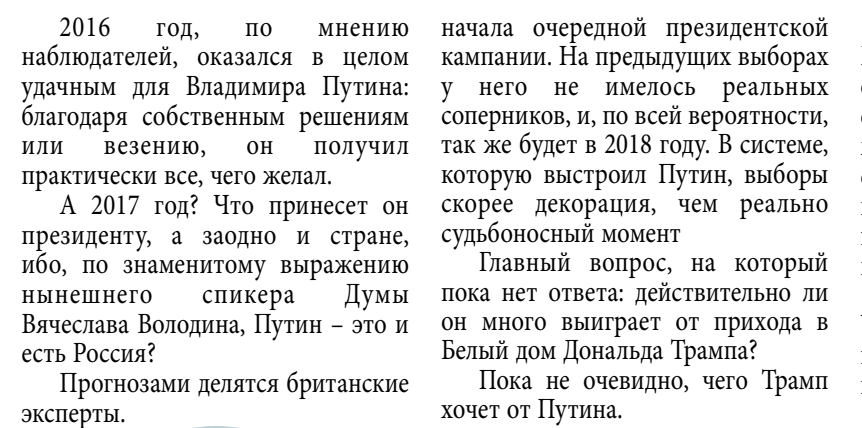 2016 год, по мнению
наблюдателей, оказался в целом
удачным для Владимира Путина:
благодаря собственным решениям
или везению, он получил
практически все, чего желал.
А 2017 год? Что принесет он
президенту, а заодно и стране,
ибо, по знаменитому выражению
нынешнего спикера Думы
Вячеслава Володина, Путин – это и
есть Россия?
Прогнозами делятся британские
эксперты.
начала очередной президентской
кампании. На предыдущих выборах
у него не имелось реальных
соперников, и, по всей вероятности,
так же будет в 2018 году. В системе,
которую выстроил Путин, выборы
скорее декорация, чем реально
судьбоносный момент
Главный вопрос, на который
пока нет ответа: действительно ли
он много выиграет от прихода в
Белый дом Дональда Трампа?
Пока не очевидно, чего Трамп
хочет от Путина.